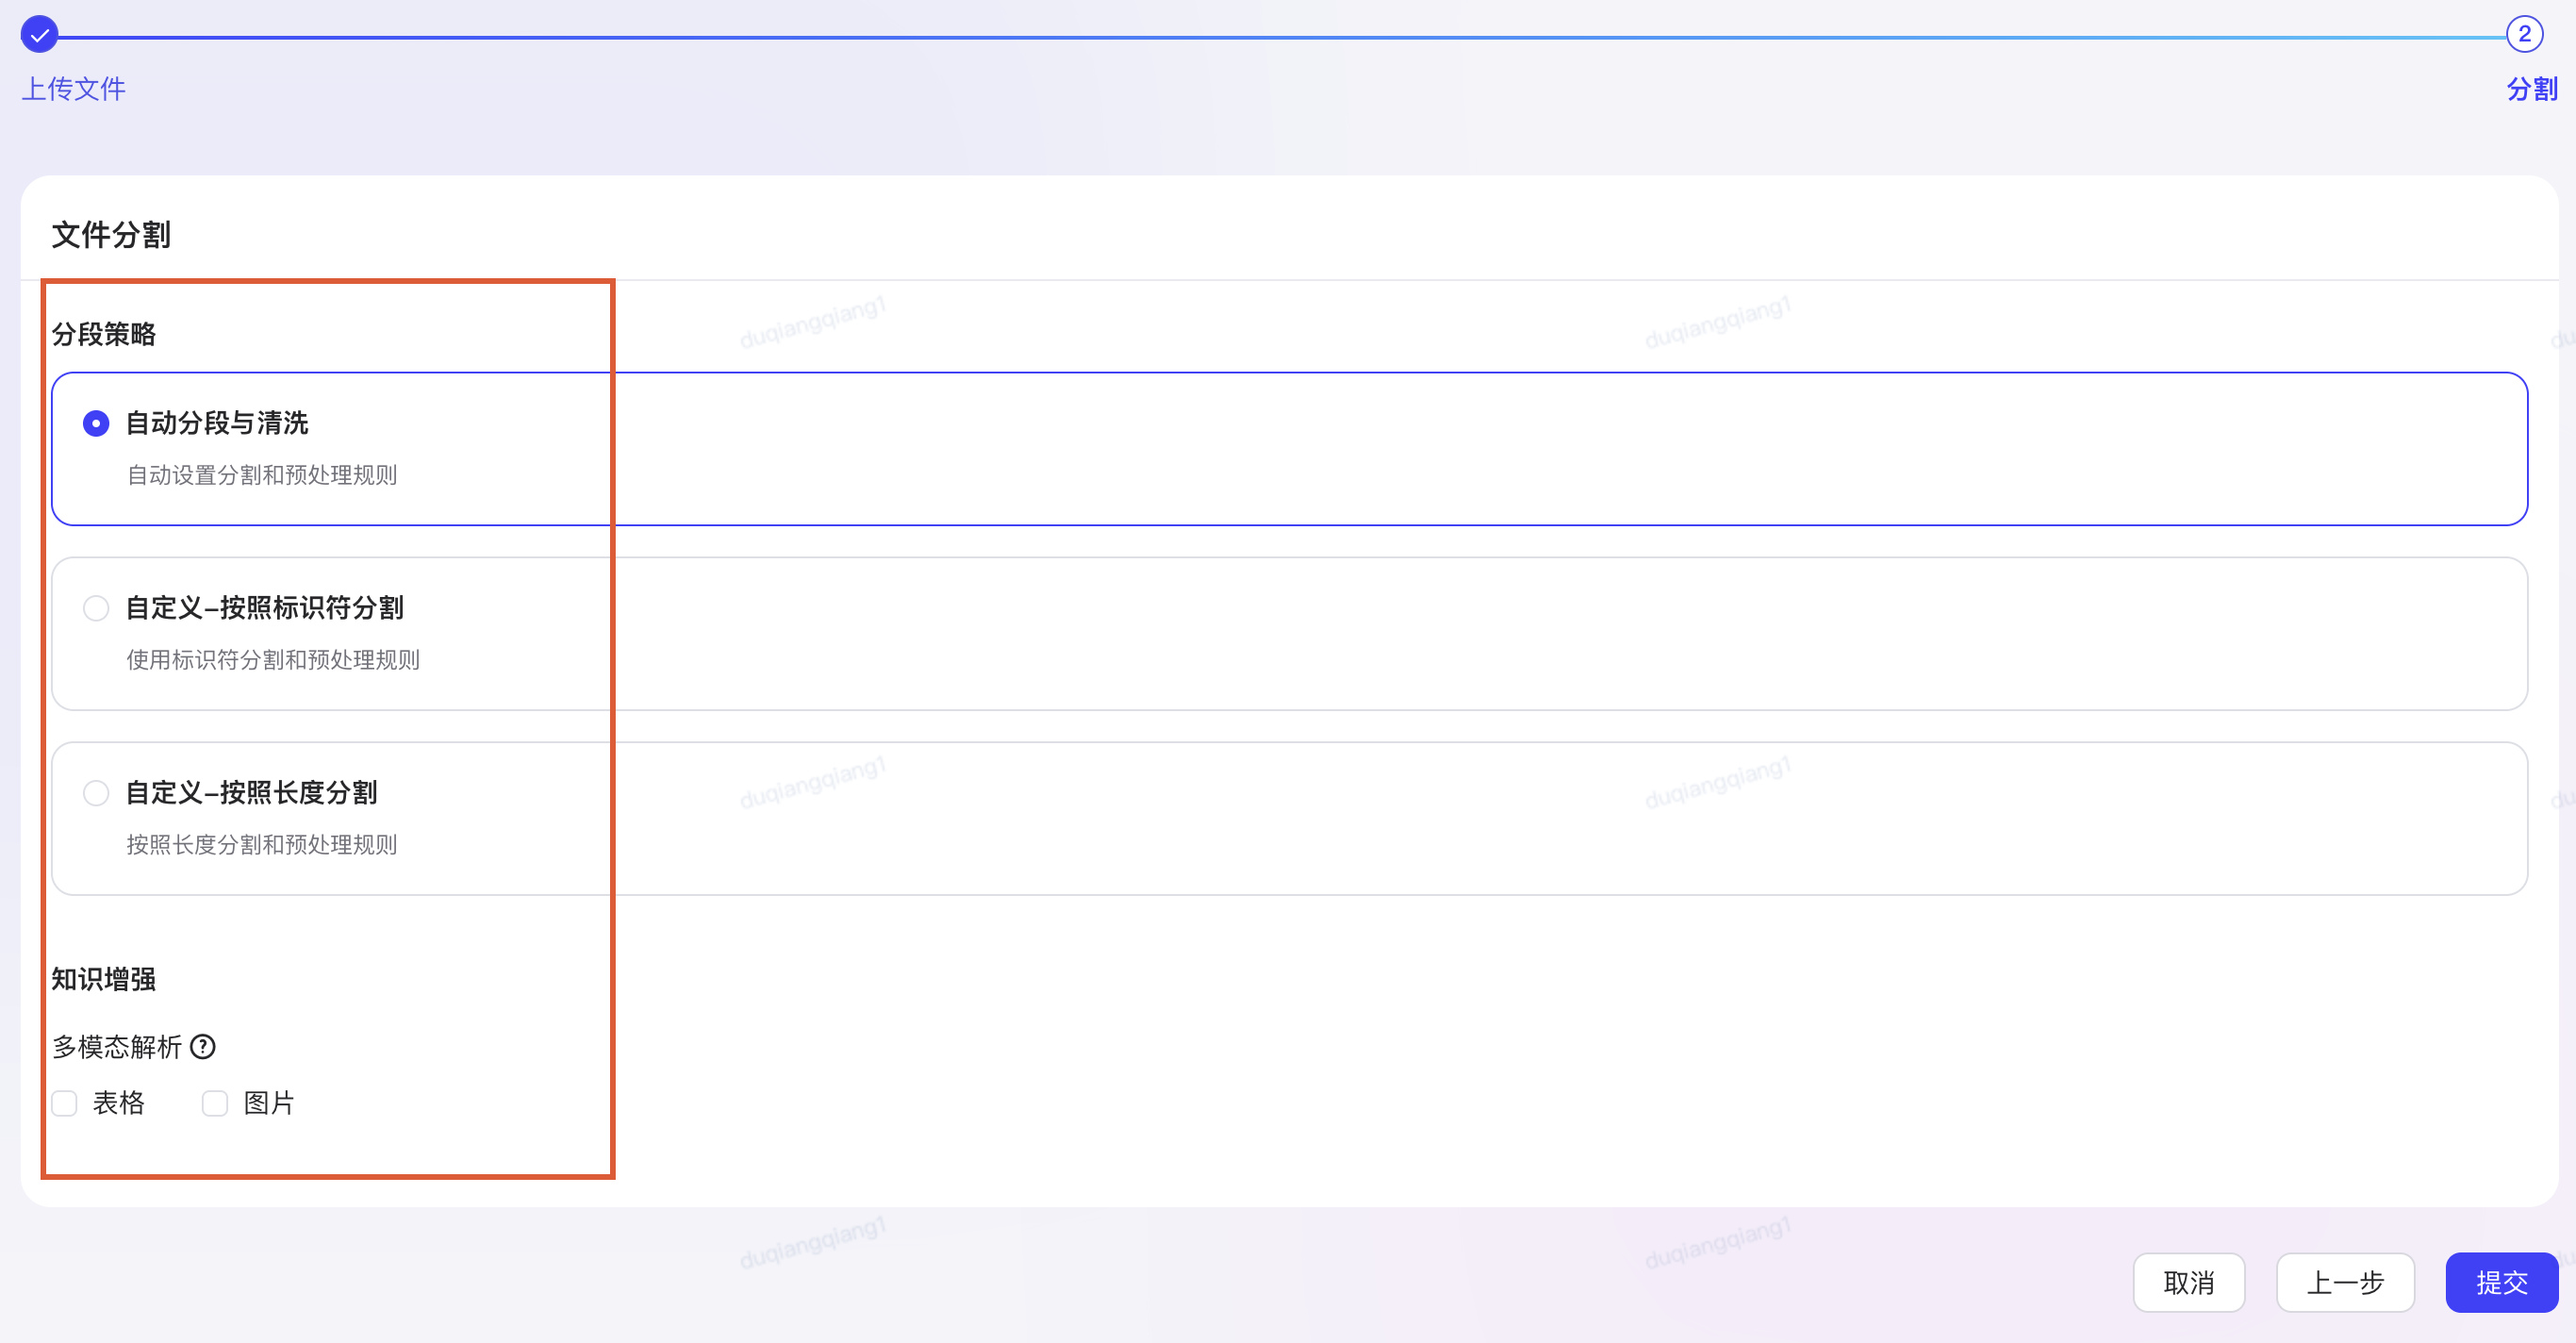 2
上传文件
分割
文件分割
分段策略
duqiangqiang1
duqiangqiang1
自动分段与清洗
自动设置分割和预处理规则
自定义–按照标识符分割
使用标识符分割和预处理规则
自定义–按照长度分割
duqiangqiang1
duqiangqiang1
按照长度分割和预处理规则
知识增强
多模态解析 ?
表格 图片
duqiangqiang1
duqiangqiang1
取消 上一步 提交